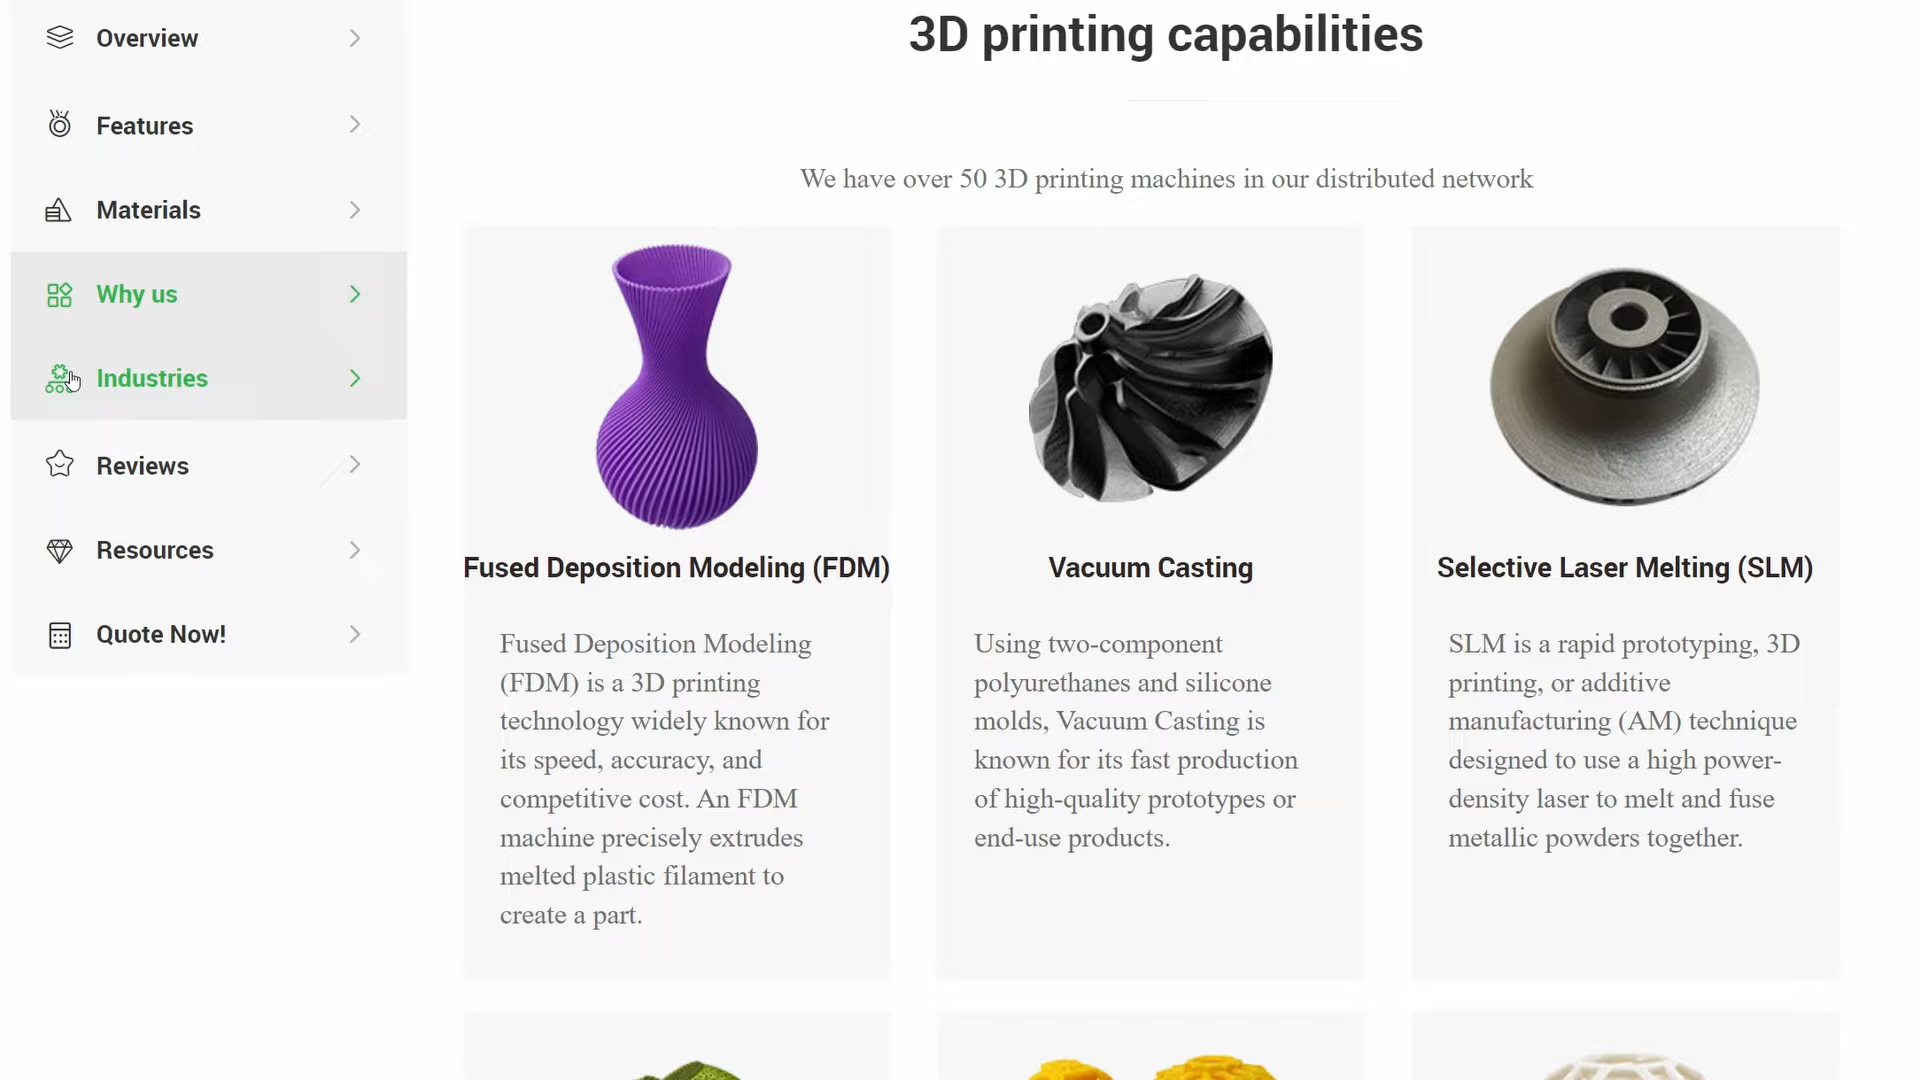 Overview
Features
Materials
Why us
Industries
Reviews
Resources
Quote Now!
3D printing capabilities
We have over 50 3D printing machines in our distributed network
Fused Deposition Modeling (FDM)
Fused Deposition Modeling
(FDM) is a 3D printing
technology widely known for
its speed, accuracy, and
competitive cost. An FDM
machine precisely extrudes
melted plastic filament to
create a part.
Vacuum Casting
Using two-component
polyurethanes and silicone
molds, Vacuum Casting is
known for its fast production
of high-quality prototypes or
end-use products.
Selective Laser Melting (SLM)
SLM is a rapid prototyping, 3D
printing, or additive
manufacturing (AM) technique
designed to use a high power-
density laser to melt and fuse
metallic powders together.